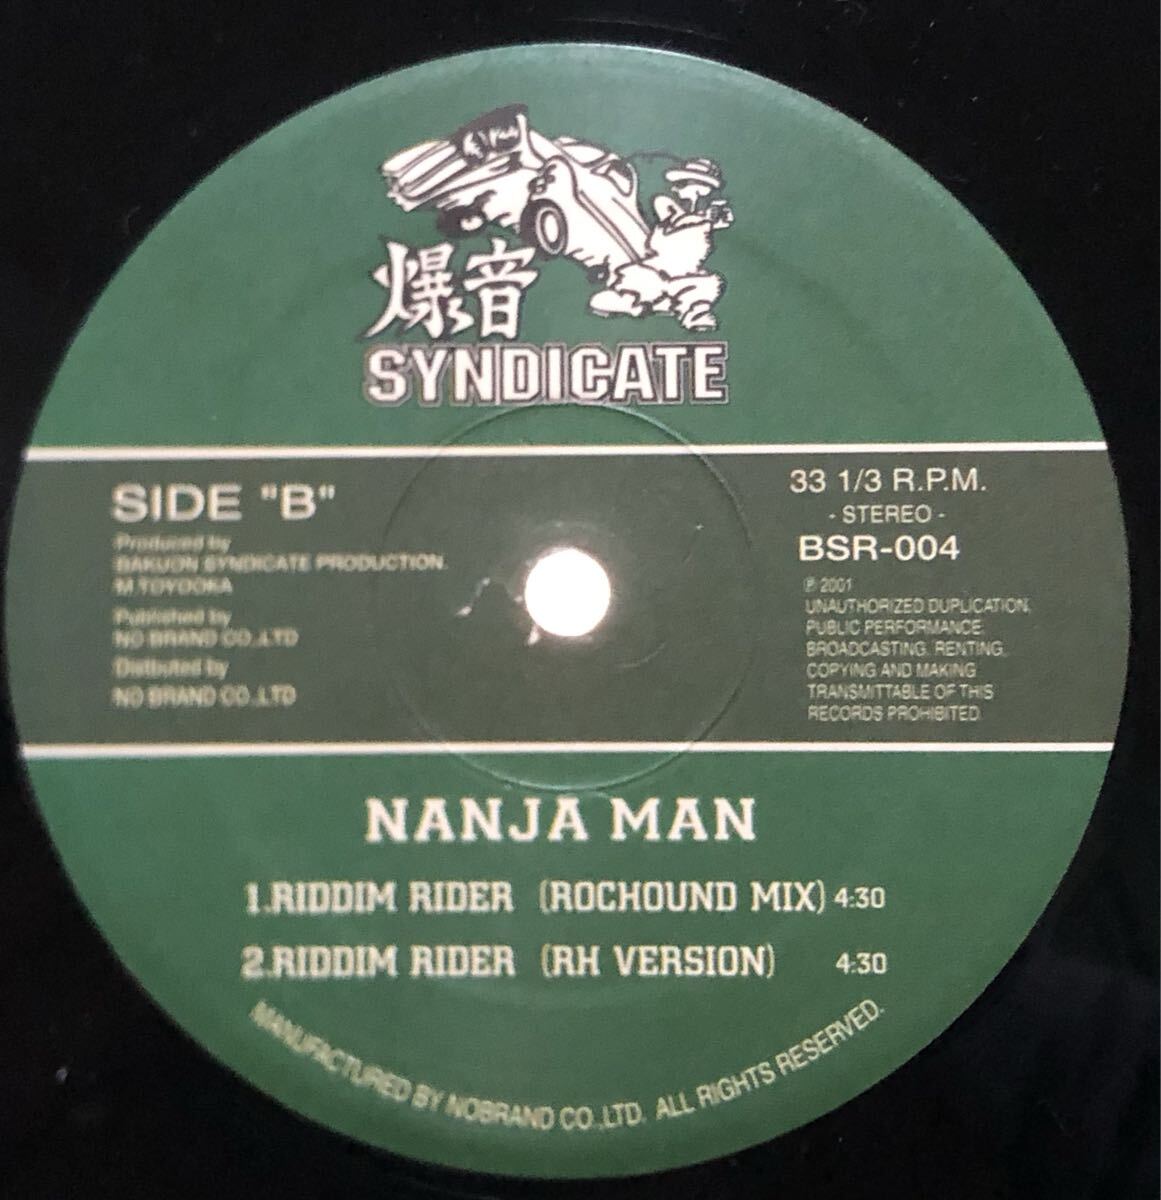 爆音
SYNDICATE
SIDE "B"
Produced by
BAKUON SYNDICATE PRODUCTION
M.TOYOOKA
Published by
NO BRAND CO.,LTD
Distibuted by
NO BRAND CO.,LTD
33 1/3 R.P.M.
- STEREO -
BSR-004
℗ 2001
UNAUTHORIZED DUPLICATION,
PUBLIC PERFORMANCE
BROADCASTING, RENTING,
COPYING AND MAKING
TRANSMITTABLE OF THIS
RECORDS PROHIBITED
NANJA MAN
1.RIDDIM RIDER (ROCHOUND MIX) 4:30
2.RIDDIM RIDER (RH VERSION) 4:30
MANUFACTURED BY NOBRAND CO.,LTD. ALL RIGHTS RESERVED.